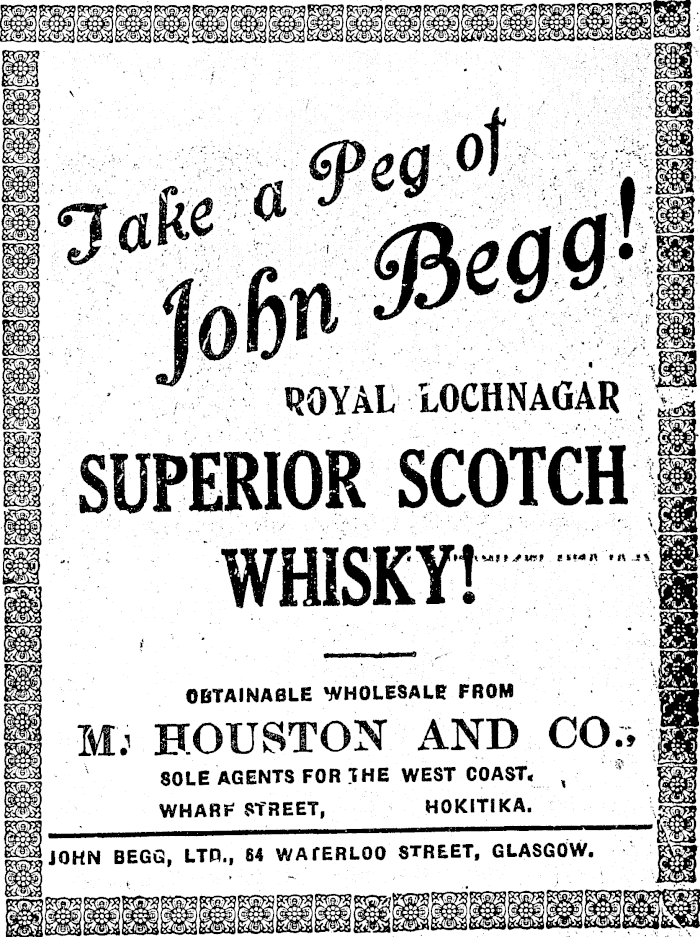 Take a Peg of
John Begg!
ROYAL LOCHNAGAR
SUPERIOR SCOTCH
WHISKY!
OBTAINABLE WHOLESALE FROM
M. HOUSTON AND CO.,
SOLE AGENTS FOR THE WEST COAST.
WHARF STREET, HOKITIKA.
JOHN BEGG, LTD., 64 WATERLOO STREET, GLASGOW.